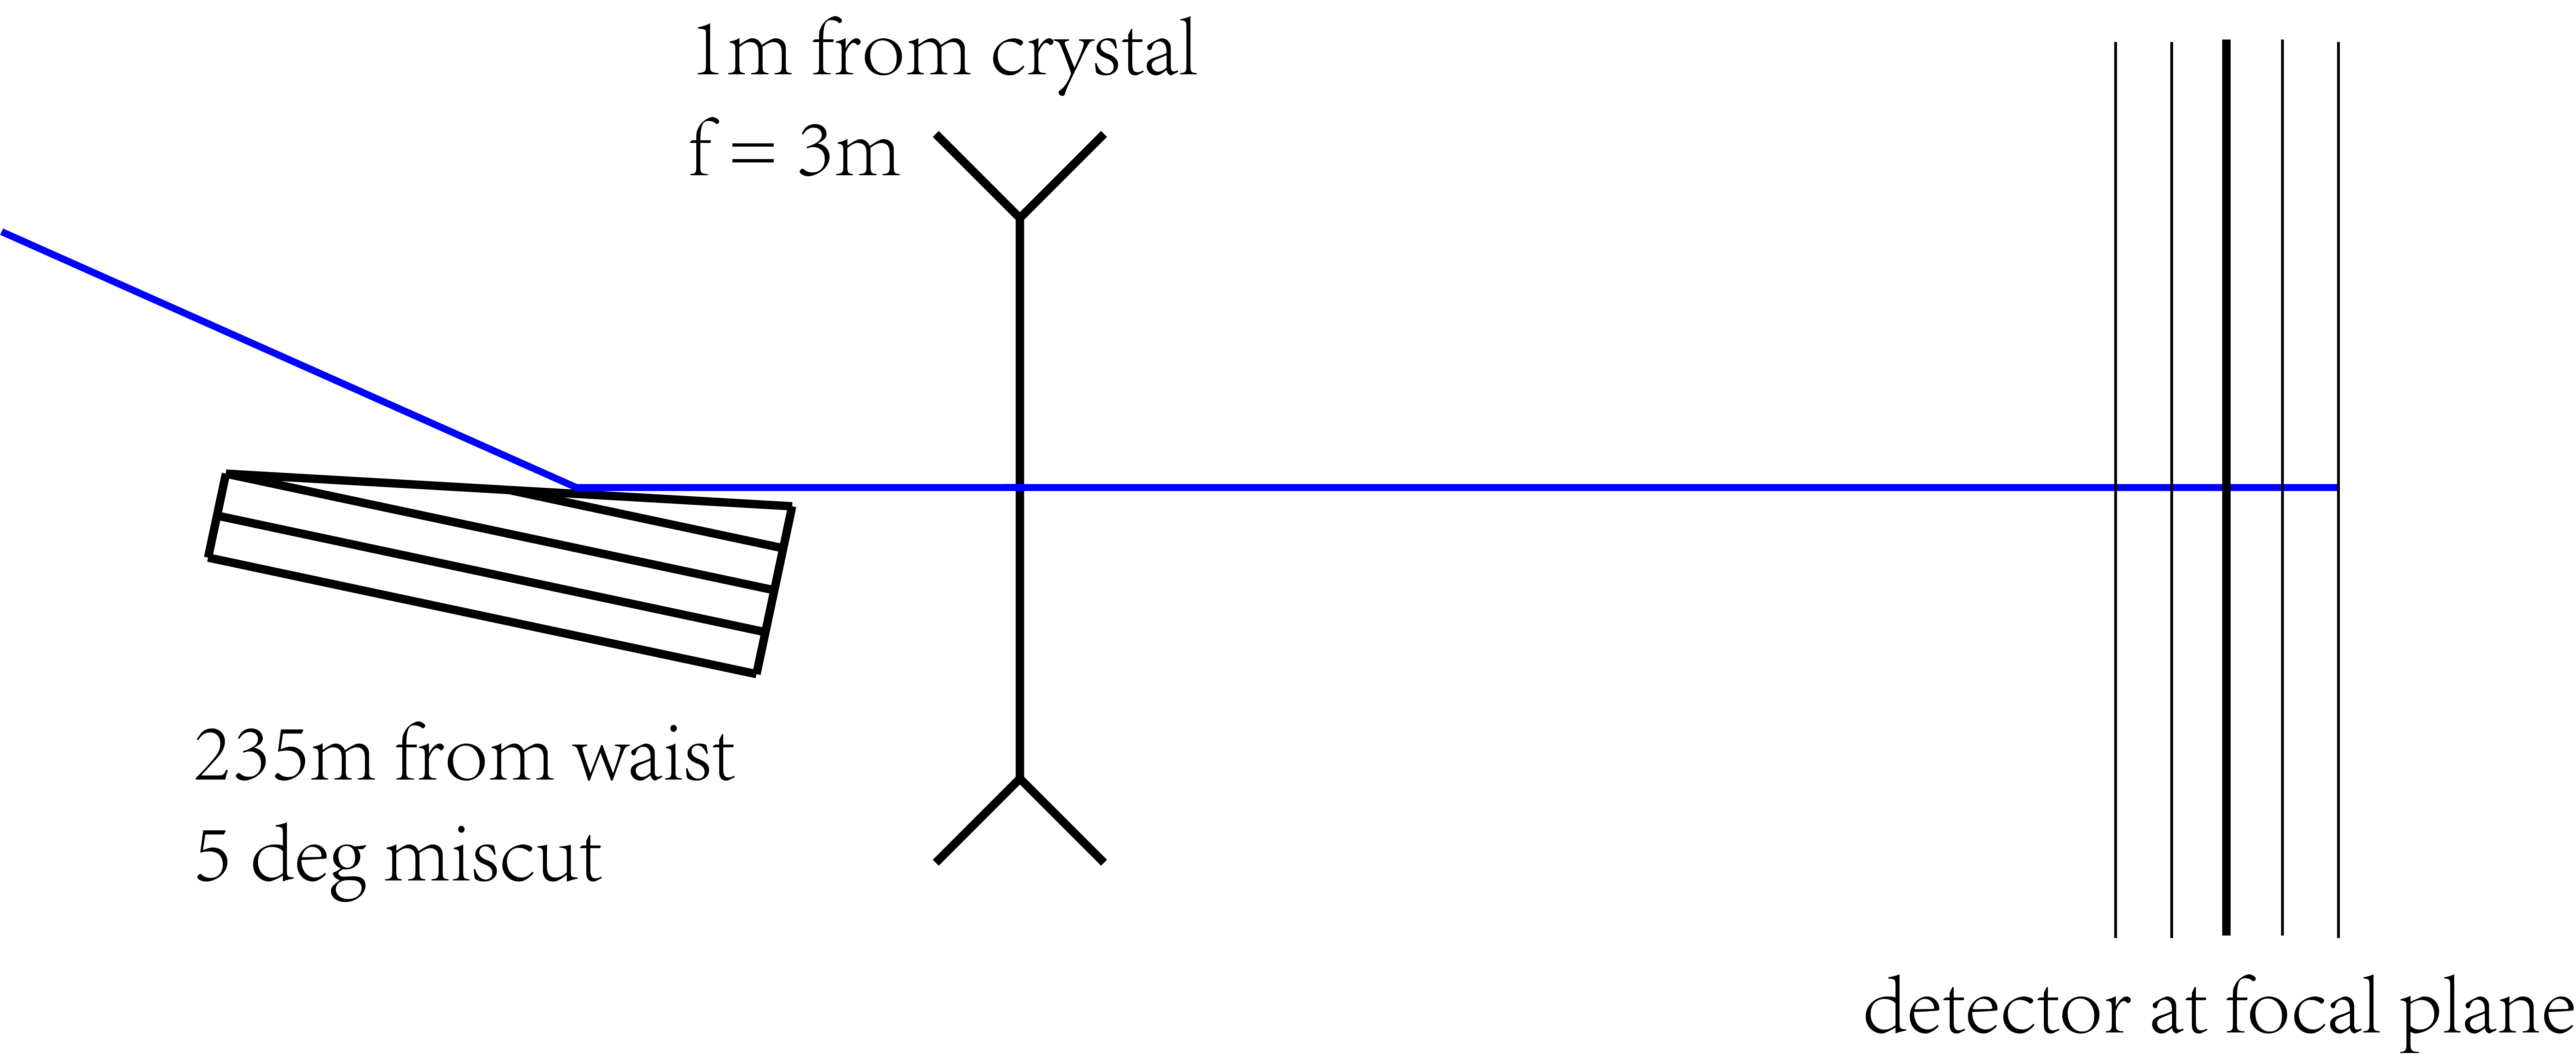 1m from crystal
f = 3m
235m from waist
5 deg miscut
detector at focal plane